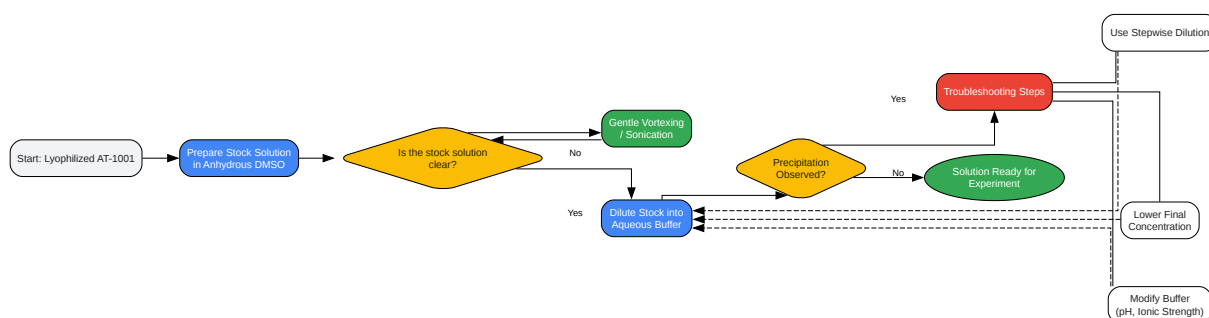 Start: Lyophilized AT-1001
Prepare Stock Solution
in Anhydrous DMSO
Is the stock solution
clear?
No
Gentle Vortexing
/ Sonication
Yes
Dilute Stock into
Aqueous Buffer
Precipitation
Observed?
Yes
Troubleshooting Steps
No
Solution Ready for
Experiment
Use Stepwise Dilution
Lower Final
Concentration
Modify Buffer
(pH, Ionic Strength)